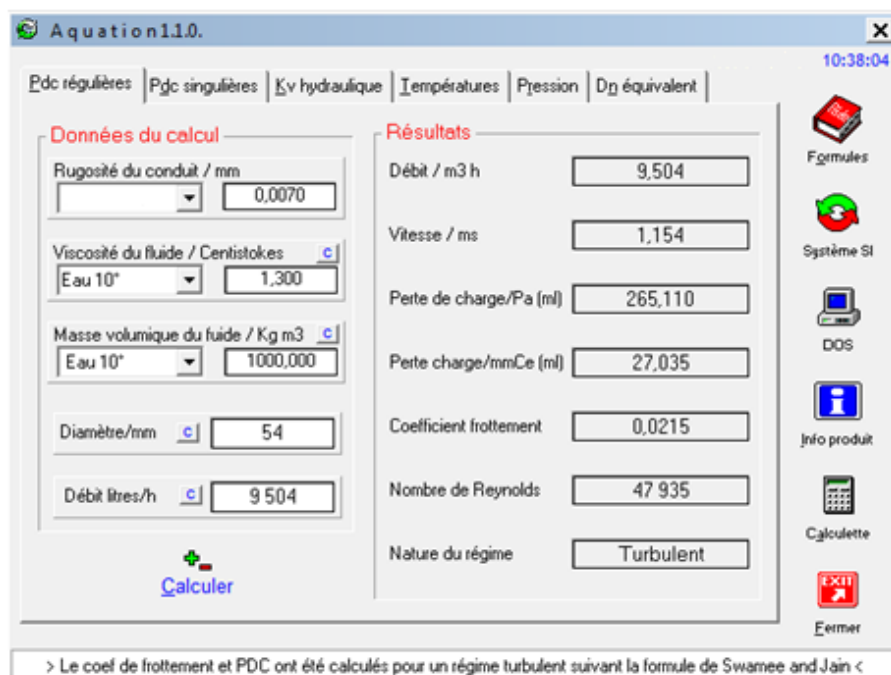 Aquation1.1.0.
10:38:04
Pdc régulières
Pdc singulières
Kv hydraulique
Températures
Pression
Dn équivalent
Données du calcul
Rugosité du conduit / mm
0,0070
Viscosité du fluide / Centistokes
c
Eau 10°
1,300
Masse volumique du fuide / Kg m3
c
Eau 10°
1000,000
Diamètre/mm
c
54
Débit litres/h
c
9 504
Calculer
Résultats
Débit / m3 h
9,504
Vitesse / ms
1,154
Perte de charge/Pa (ml)
265,110
Perte charge/mmCe (ml)
27,035
Coefficient frottement
0,0215
Nombre de Reynolds
47 935
Nature du régime
Turbulent
Formules
Système SI
DOS
Info produit
Calculette
EXIT
Fermer
> Le coef de frottement et PDC ont été calculés pour un régime turbulent suivant la formule de Swamee and Jain <